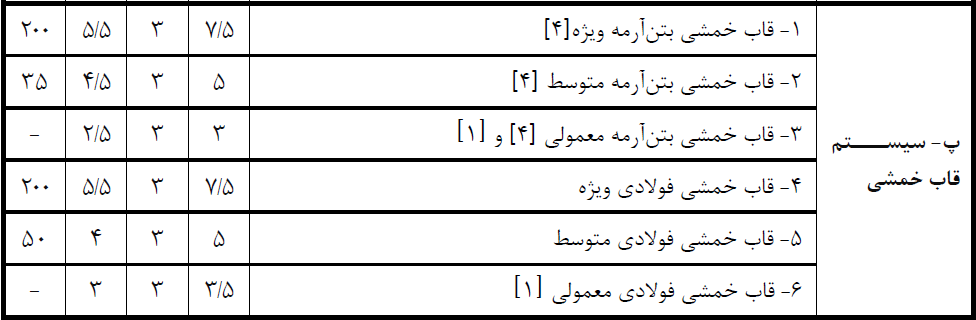 پ- سیستم
قاب خمشی
۱- قاب خمشی بتن‌آرمه ویژه[۴] ۷/۵ ۳ ۵/۵ ۲۰۰
۲- قاب خمشی بتن‌آرمه متوسط [۴] ۵ ۳ ۴/۵ ۳۵
۳- قاب خمشی بتن‌آرمه معمولی [۴] و [۱] ۳ ۳ ۲/۵ -
۴- قاب خمشی فولادی ویژه ۷/۵ ۳ ۵/۵ ۲۰۰
۵- قاب خمشی فولادی متوسط ۵ ۳ ۴ ۵۰
۶- قاب خمشی فولادی معمولی [۱] ۳/۵ ۳ ۳ -